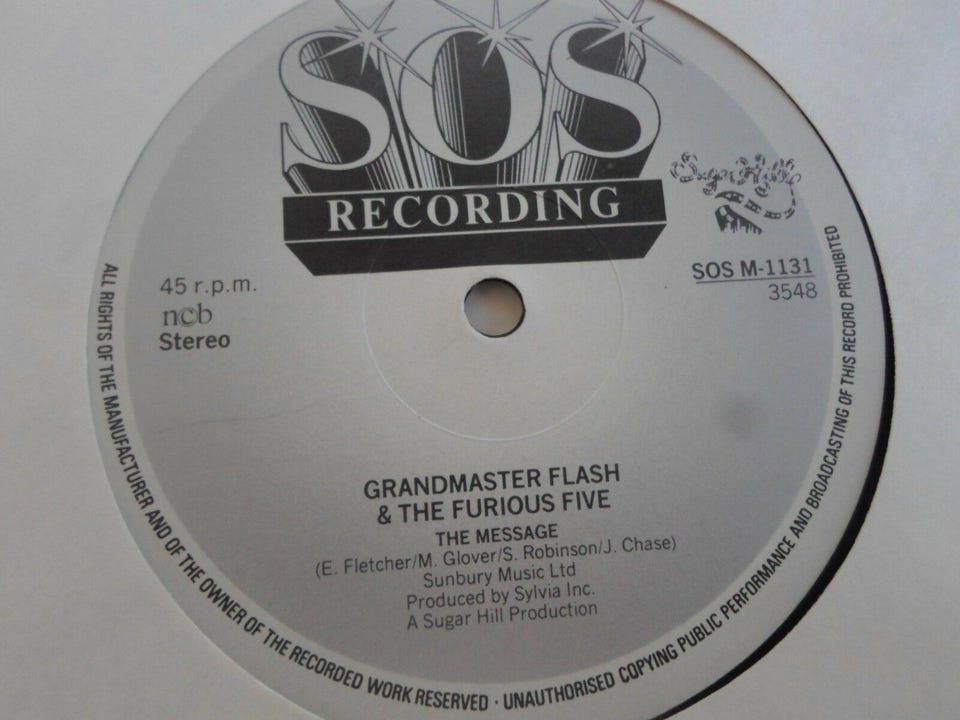 SOS
RECORDING
Sugarhill
45 r.p.m.
ncb
Stereo
SOS M-1131
3548
GRANDMASTER FLASH
& THE FURIOUS FIVE
THE MESSAGE
(E. Fletcher/M. Glover/S. Robinson/J. Chase)
Sunbury Music Ltd
Produced by Sylvia Inc.
A Sugar Hill Production
ALL RIGHTS OF THE MANUFACTURER AND OF THE OWNER OF THE RECORDED WORK RESERVED · UNAUTHORISED COPYING PUBLIC PERFORMANCE AND BROADCASTING OF THIS RECORD PROHIBITED